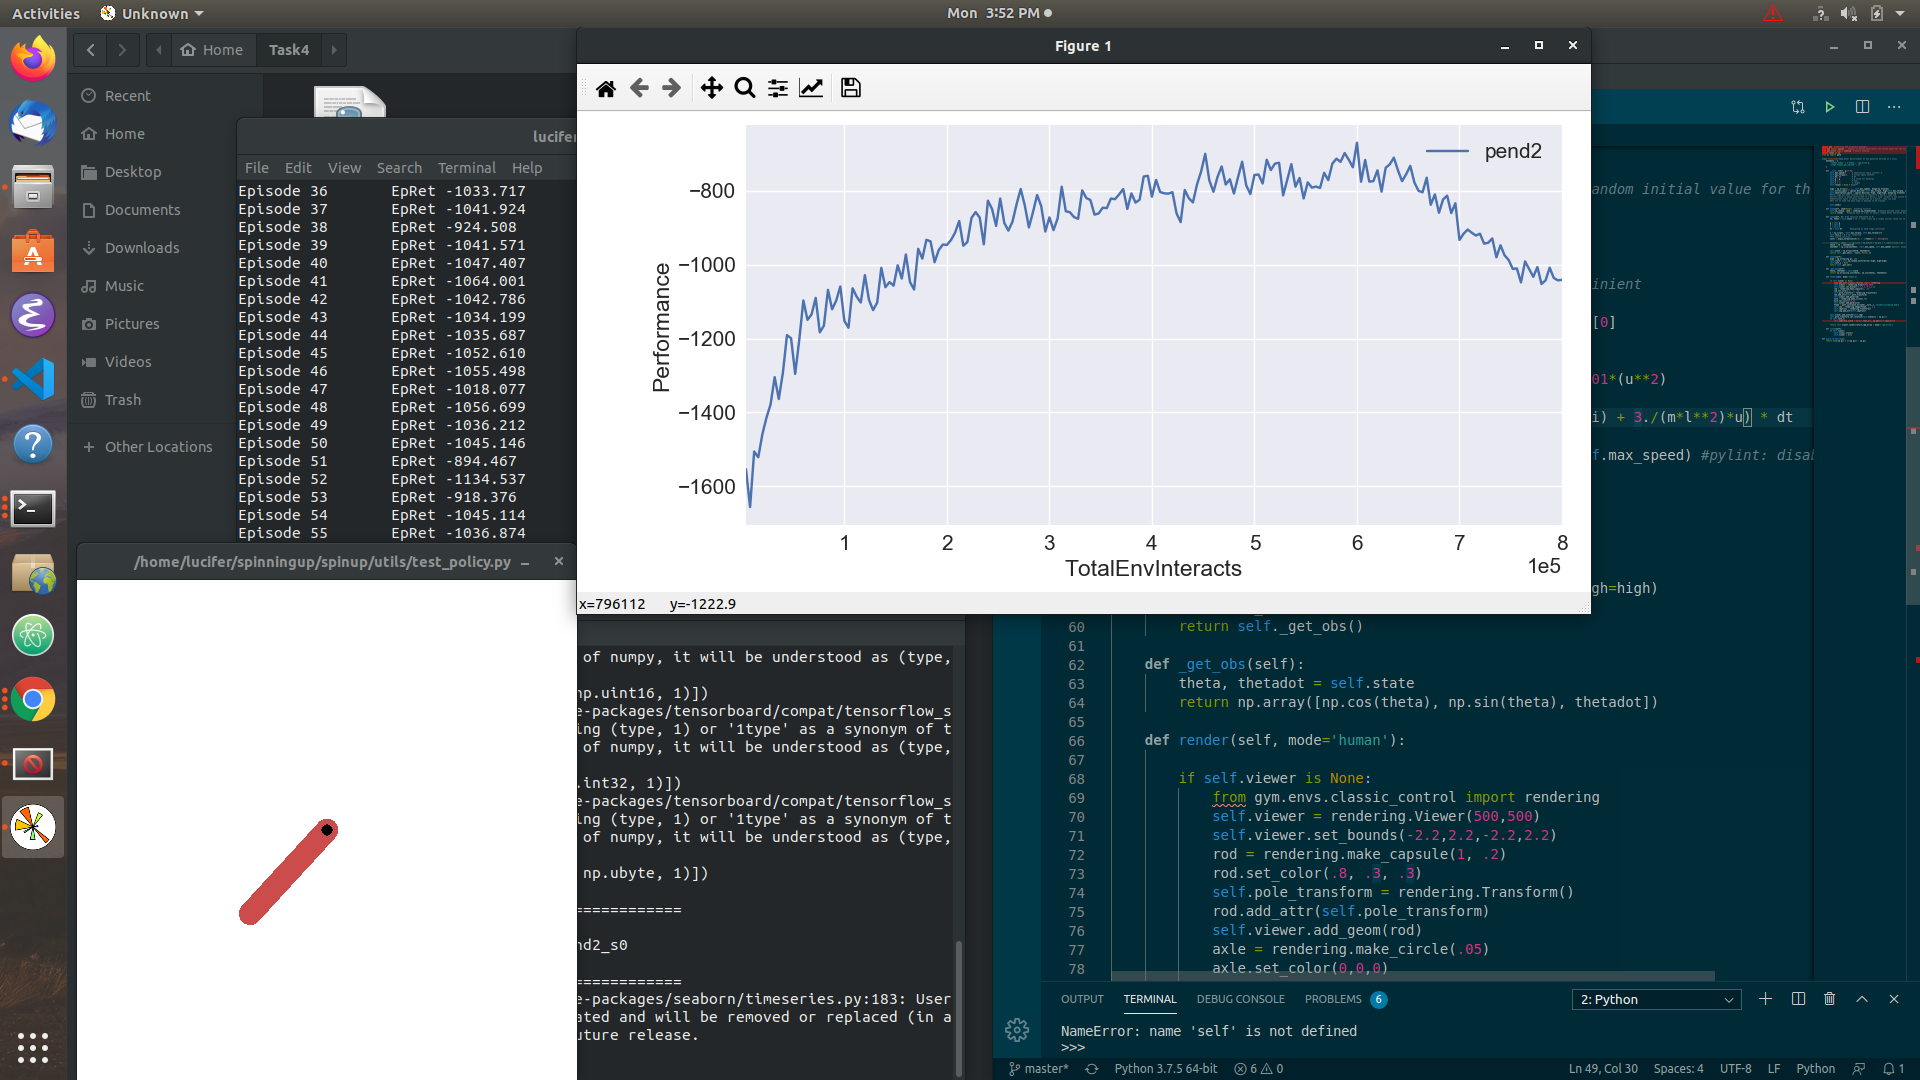 Activities
Unknown
Mon 3:52 PM
Home
Task4
Recent
Home
Desktop
Documents
Downloads
Music
Pictures
Videos
Trash
Other Locations
lucifer
File Edit View Search Terminal Help
Episode 36 EpRet -1033.717
Episode 37 EpRet -1041.924
Episode 38 EpRet -924.508
Episode 39 EpRet -1041.571
Episode 40 EpRet -1047.407
Episode 41 EpRet -1064.001
Episode 42 EpRet -1042.786
Episode 43 EpRet -1034.199
Episode 44 EpRet -1035.687
Episode 45 EpRet -1052.610
Episode 46 EpRet -1055.498
Episode 47 EpRet -1018.077
Episode 48 EpRet -1056.699
Episode 49 EpRet -1036.212
Episode 50 EpRet -1045.146
Episode 51 EpRet -894.467
Episode 52 EpRet -1134.537
Episode 53 EpRet -918.376
Episode 54 EpRet -1045.114
Episode 55 EpRet -1036.874
/home/lucifer/spinningup/spinup/utils/test_policy.py
Figure 1
pend2
Performance
−800
−1000
−1200
−1400
−1600
1 2 3 4 5 6 7 8
1e5
TotalEnvInteracts
x=796112 y=-1222.9
of numpy, it will be understood as (type,
np.uint16, 1)])
e-packages/tensorboard/compat/tensorflow_s
ing (type, 1) or '1type' as a synonym of t
of numpy, it will be understood as (type,
.int32, 1)])
e-packages/tensorboard/compat/tensorflow_s
ing (type, 1) or '1type' as a synonym of t
of numpy, it will be understood as (type,
np.ubyte, 1)])
============
nd2_s0
============
e-packages/seaborn/timeseries.py:183: User
ated and will be removed or replaced (in a
uture release.
andom initial value for th
inient
[0]
01*(u**2)
i) + 3./(m*l**2)*u) * dt
f.max_speed) #pylint: disa
gh=high)
60 return self._get_obs()
61
62 def _get_obs(self):
63 theta, thetadot = self.state
64 return np.array([np.cos(theta), np.sin(theta), thetadot])
65
66 def render(self, mode='human'):
67
68 if self.viewer is None:
69 from gym.envs.classic_control import rendering
70 self.viewer = rendering.Viewer(500,500)
71 self.viewer.set_bounds(-2.2,2.2,-2.2,2.2)
72 rod = rendering.make_capsule(1, .2)
73 rod.set_color(.8, .3, .3)
74 self.pole_transform = rendering.Transform()
75 rod.add_attr(self.pole_transform)
76 self.viewer.add_geom(rod)
77 axle = rendering.make_circle(.05)
78 axle.set_color(0,0,0)
OUTPUT TERMINAL DEBUG CONSOLE PROBLEMS 6
2: Python
NameError: name 'self' is not defined
>>>
master* Python 3.7.5 64-bit 6 0
Ln 49, Col 30 Spaces: 4 UTF-8 LF Python 1